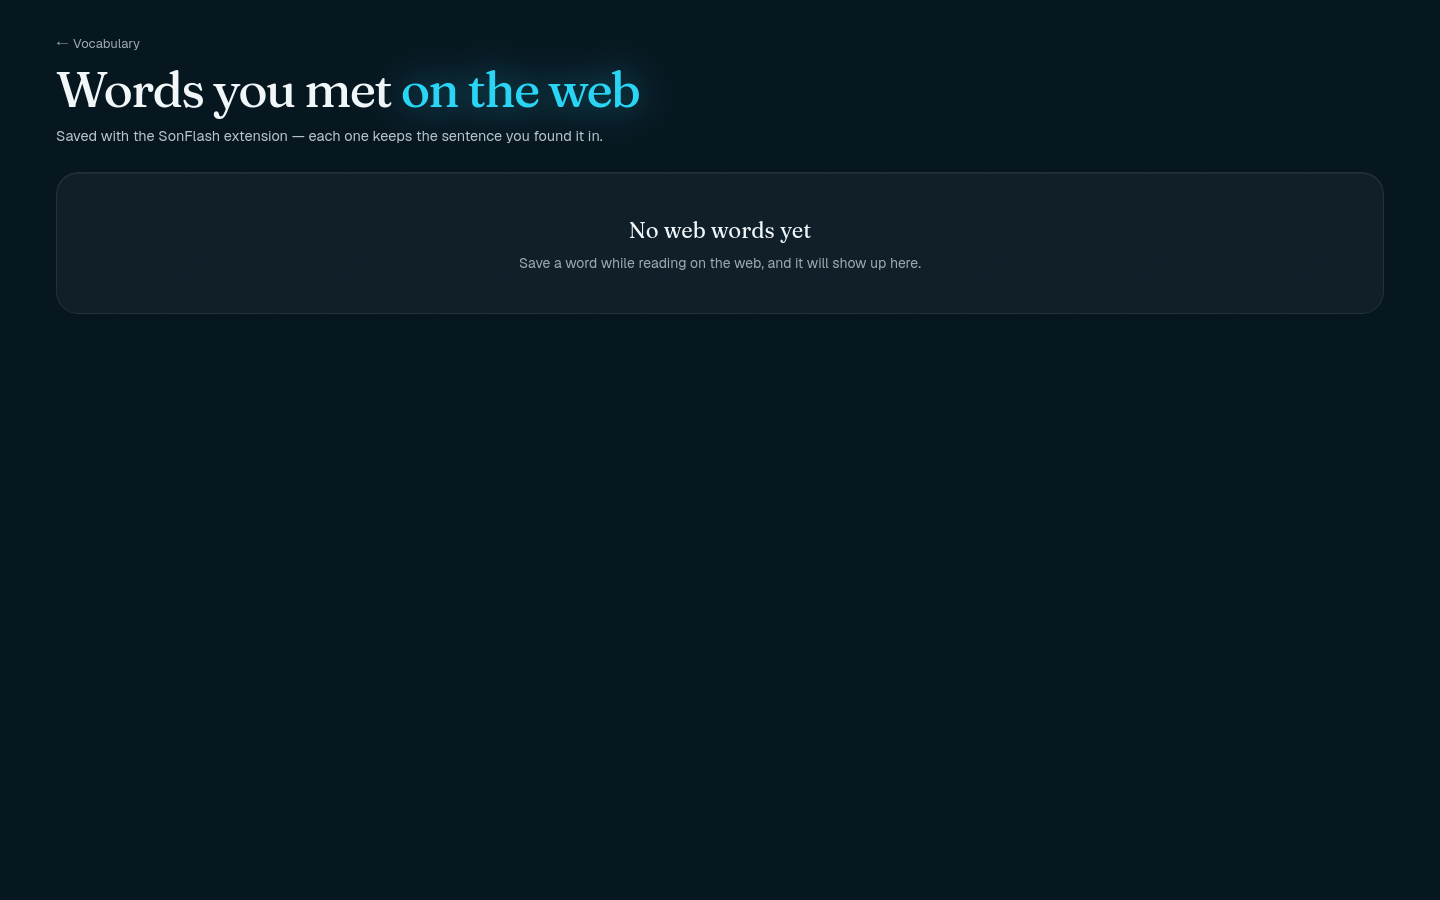 ← Vocabulary
Words you met on the web
Saved with the SonFlash extension — each one keeps the sentence you found it in.
No web words yet
Save a word while reading on the web, and it will show up here.